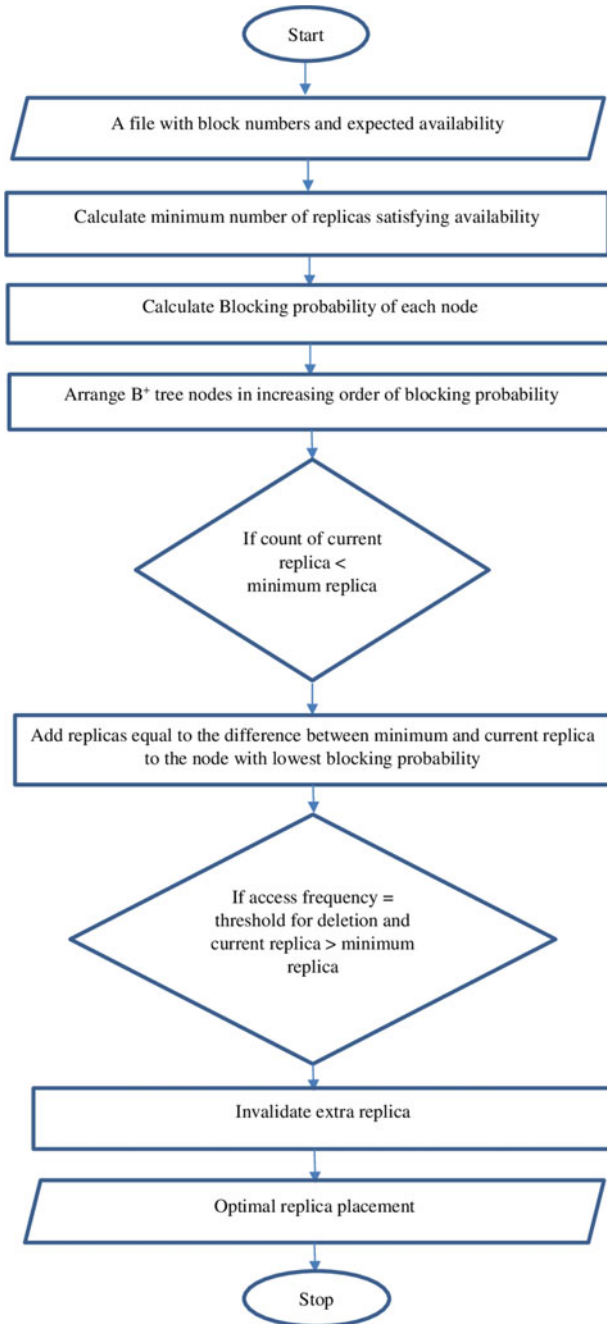 Start
A file with block numbers and expected availability
Calculate minimum number of replicas satisfying availability
Calculate Blocking probability of each node
Arrange B⁺ tree nodes in increasing order of blocking probability
If count of current
replica <
minimum replica
Add replicas equal to the difference between minimum and current replica
to the node with lowest blocking probability
If access frequency =
threshold for deletion and
current replica > minimum
replica
Invalidate extra replica
Optimal replica placement
Stop